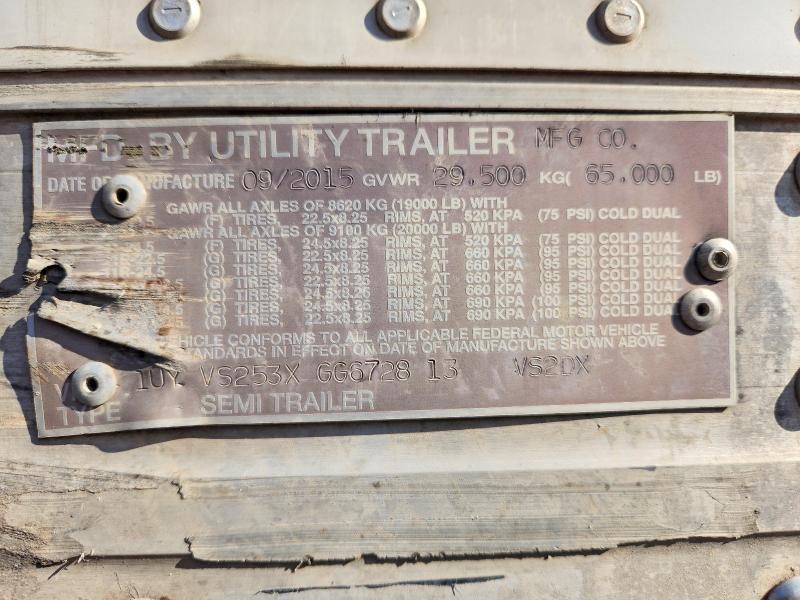 MFD. BY UTILITY TRAILER MFG CO.
DATE OF MANUFACTURE 09/2015 GVWR 29.500 KG( 65.000 LB)
GAWR ALL AXLES OF 8620 KG (19000 LB) WITH
(F) TIRES, 22.5x8.25 RIMS, AT 520 KPA (75 PSI) COLD DUAL
GAWR ALL AXLES OF 9100 KG (20000 LB) WITH
(F) TIRES, 24.5x8.25 RIMS, AT 520 KPA (75 PSI) COLD DUAL
(G) TIRES, 22.5x8.25 RIMS, AT 660 KPA (95 PSI) COLD DUAL
(G) TIRES, 24.5x8.25 RIMS, AT 660 KPA (95 PSI) COLD DUAL
(G) TIRES, 22.5x8.25 RIMS, AT 660 KPA (95 PSI) COLD DUAL
(G) TIRES, 24.5x8.25 RIMS, AT 660 KPA (95 PSI) COLD DUAL
(G) TIRES, 24.5x8.25 RIMS, AT 690 KPA (100 PSI) COLD DUAL
(G) TIRES, 22.5x8.25 RIMS, AT 690 KPA (100 PSI) COLD DUAL
VEHICLE CONFORMS TO ALL APPLICABLE FEDERAL MOTOR VEHICLE
STANDARDS IN EFFECT ON DATE OF MANUFACTURE SHOWN ABOVE
1UY VS253X GG6728 13 VS2DX
TYPE SEMI TRAILER